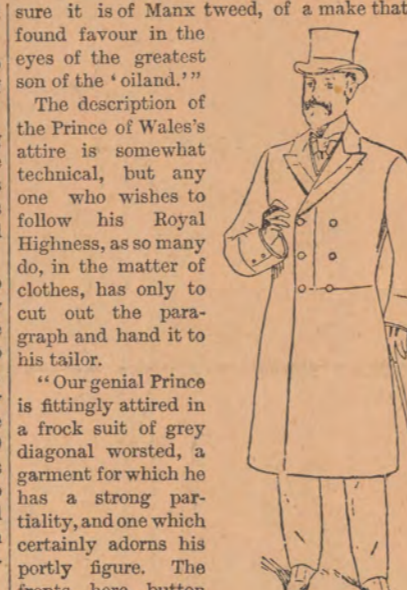 sure it is of Manx tweed, of a make that
found favour in the
eyes of the greatest
son of the ‘oiland.’”
The description of
the Prince of Wales’s
attire is somewhat
technical, but any
one who wishes to
follow his Royal
Highness, as so many
do, in the matter of
clothes, has only to
cut out the para-
graph and hand it to
his tailor.
“Our genial Prince
is fittingly attired in
a frock suit of grey
diagonal worsted, a
garment for which he
has a strong par-
tiality, and one which
certainly adorns his
portly figure. The
fronts here button